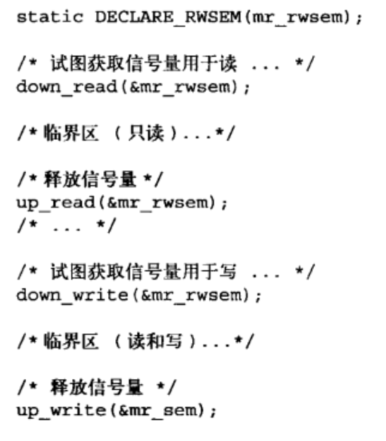 static DECLARE_RWSEM(mr_rwsem);
/* 试图获取信号量用于读 ... */
down_read(&mr_rwsem);
/* 临界区 （只读）...*/
/* 释放信号量 */
up_read(&mr_rwsem);
/* ... */
/* 试图获取信号量用于写 ... */
down_write(&mr_rwsem);
/* 临界区 （读和写）...*/
/* 释放信号量 */
up_write(&mr_sem);